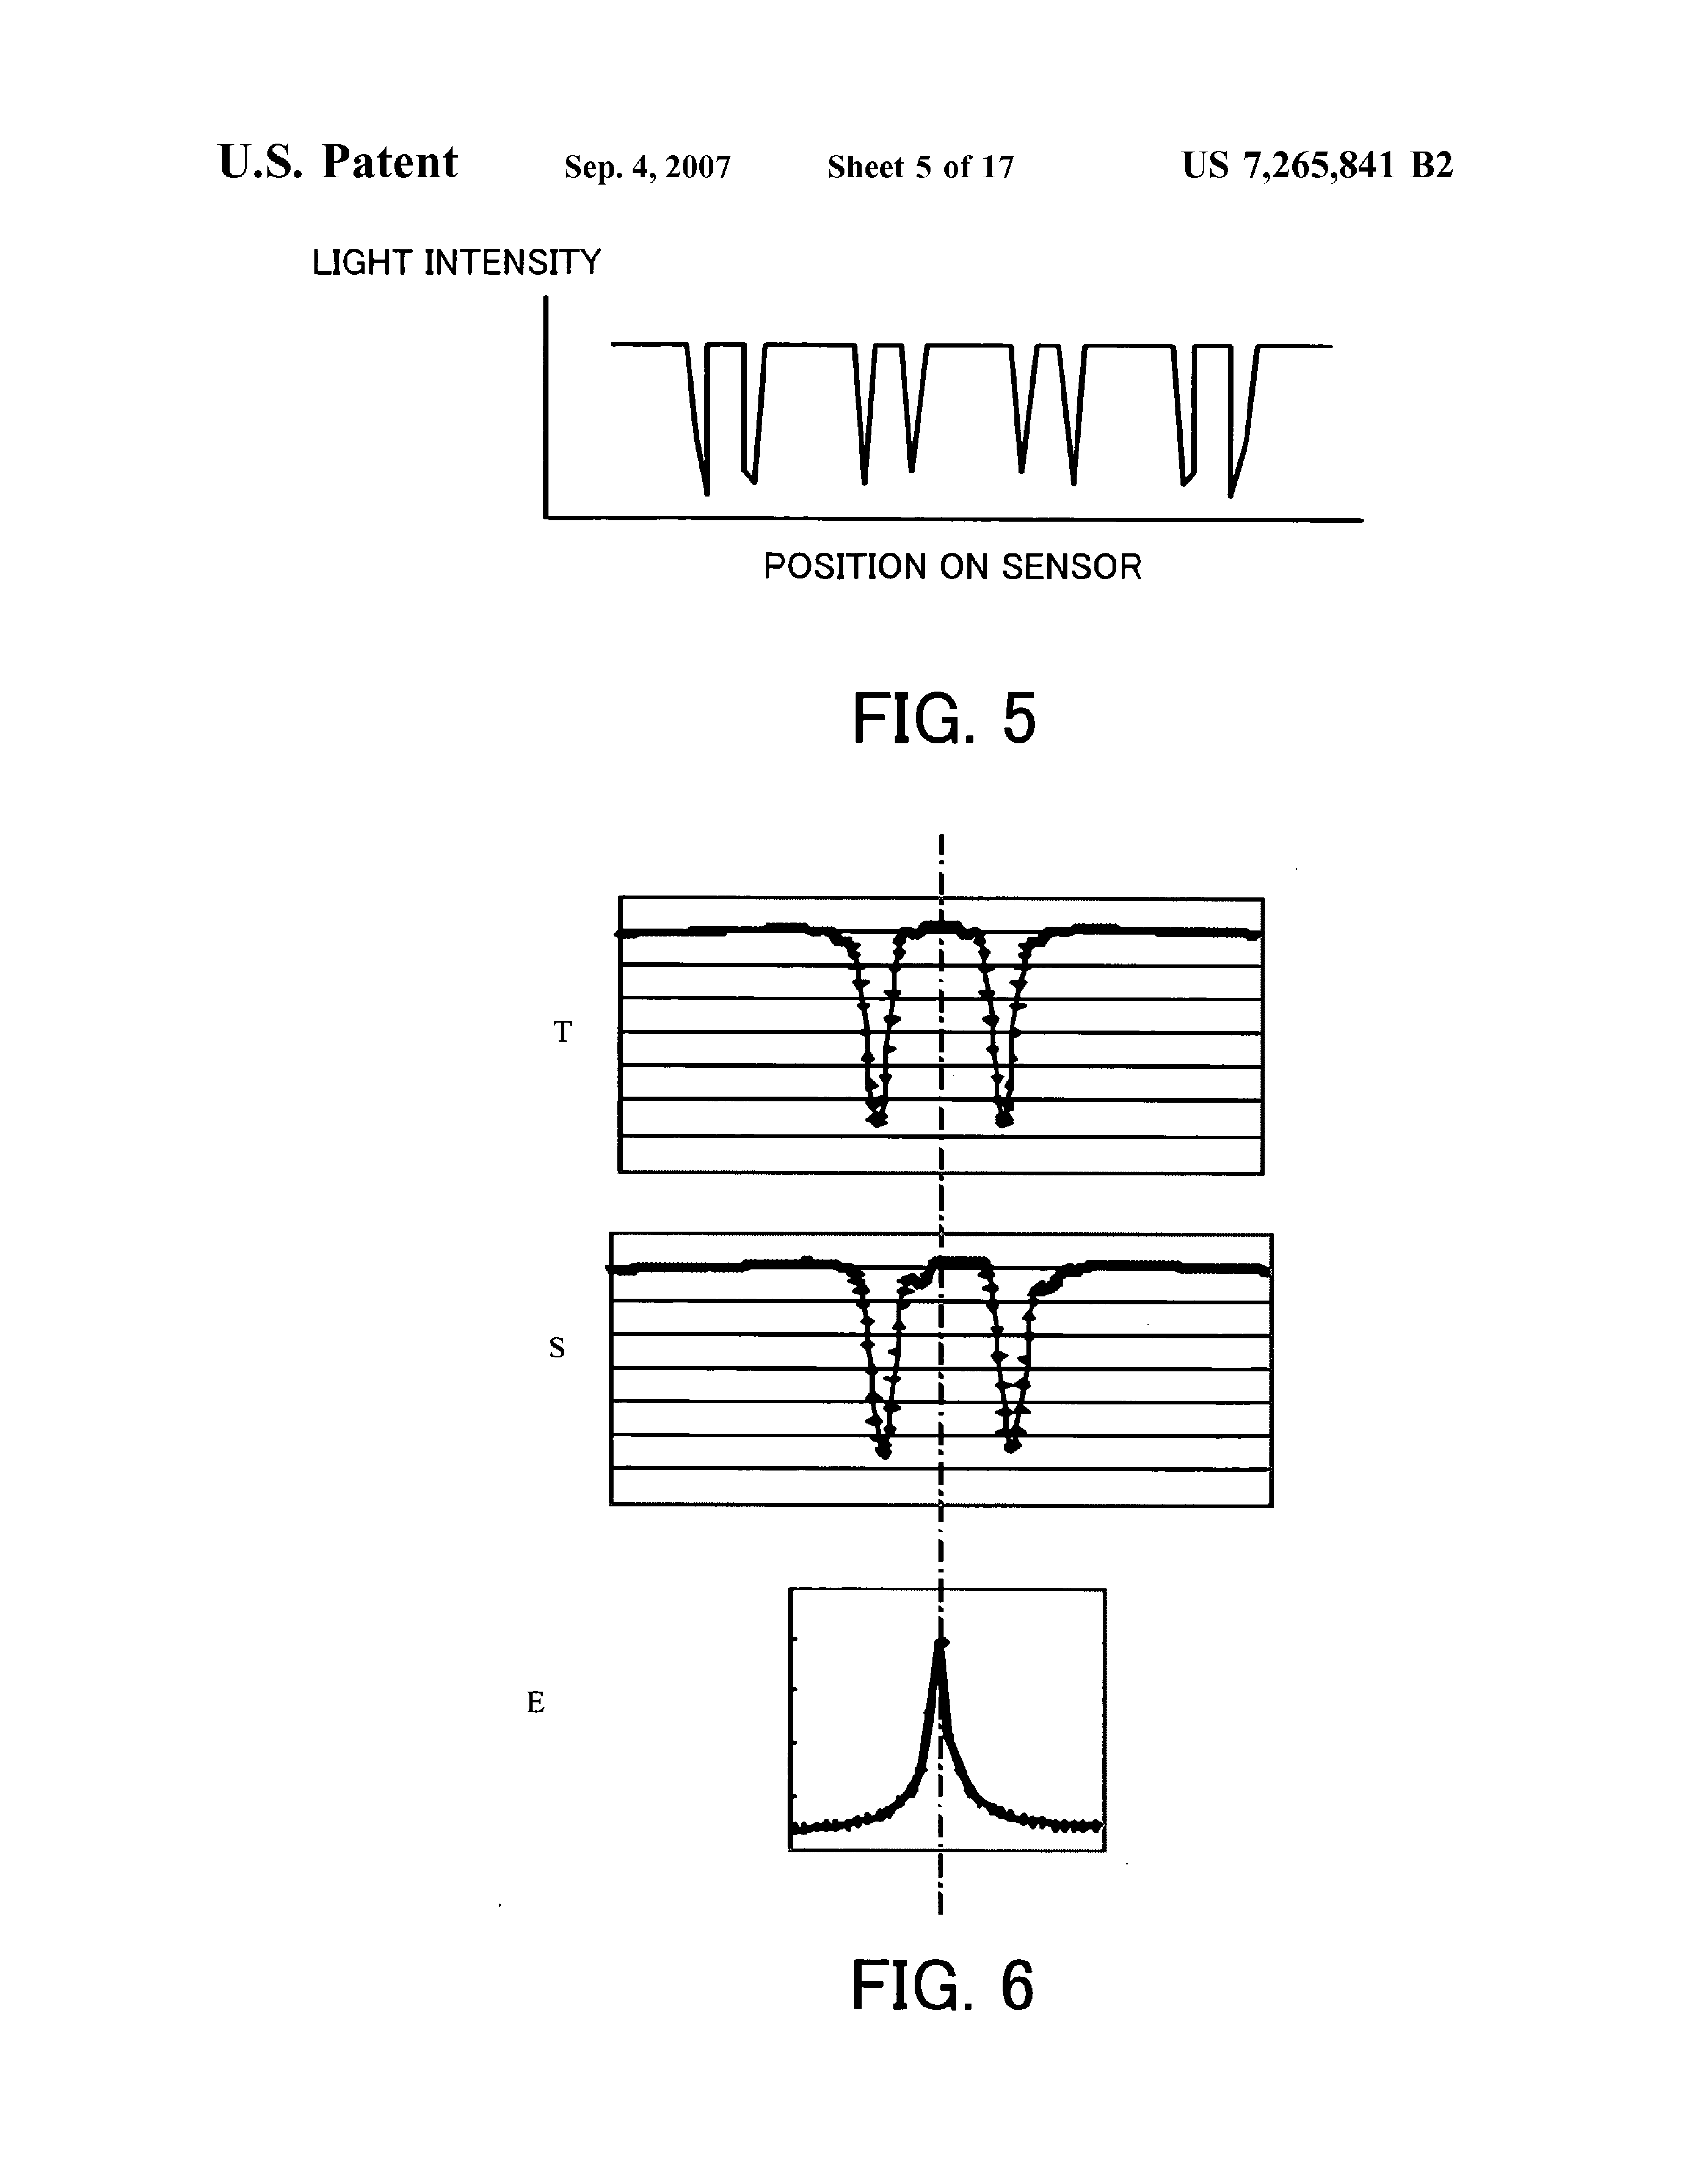 U.S. Patent Sep. 4, 2007 Sheet 5 of 17 US 7,265,841 B2
LIGHT INTENSITY
POSITION ON SENSOR
FIG. 5
T
S
E
FIG. 6